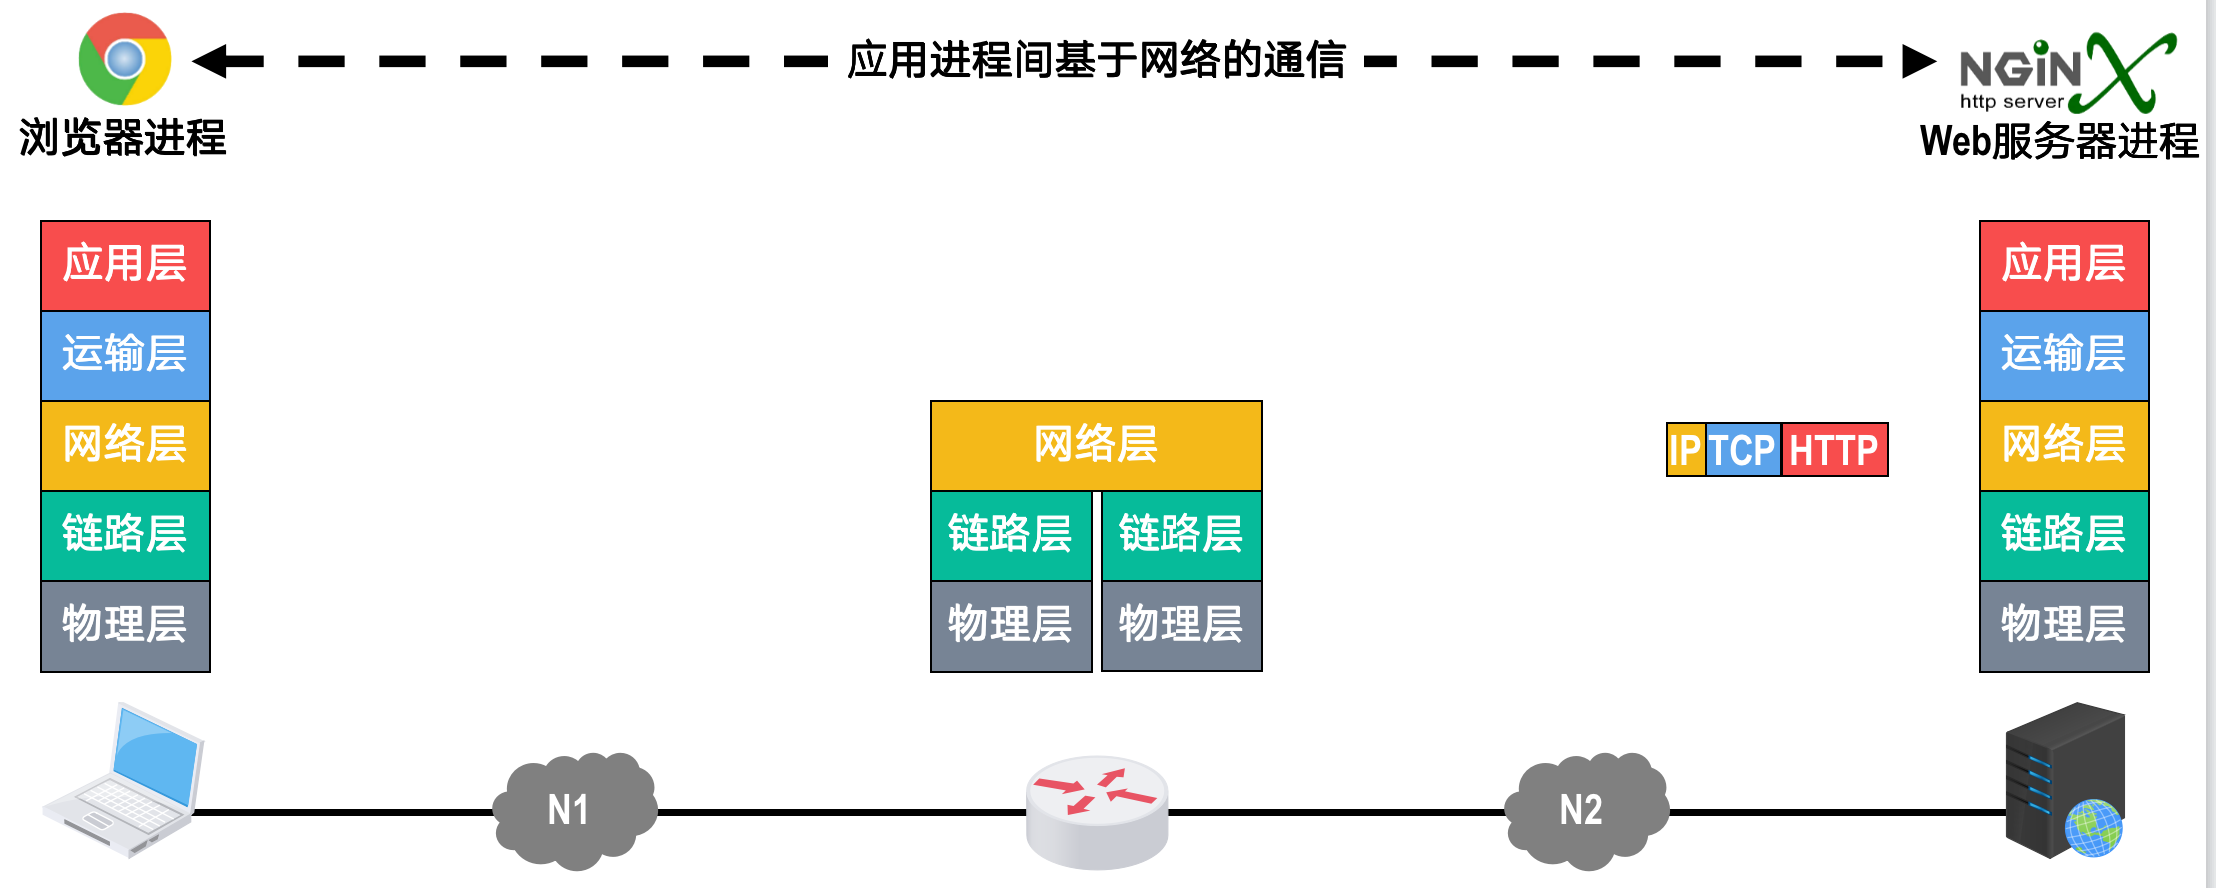 应用进程间基于网络的通信
NGiNX
http server
浏览器进程
Web服务器进程
应用层
运输层
网络层
链路层
物理层
网络层
链路层 链路层
物理层 物理层
IP TCP HTTP
应用层
运输层
网络层
链路层
物理层
N1
N2